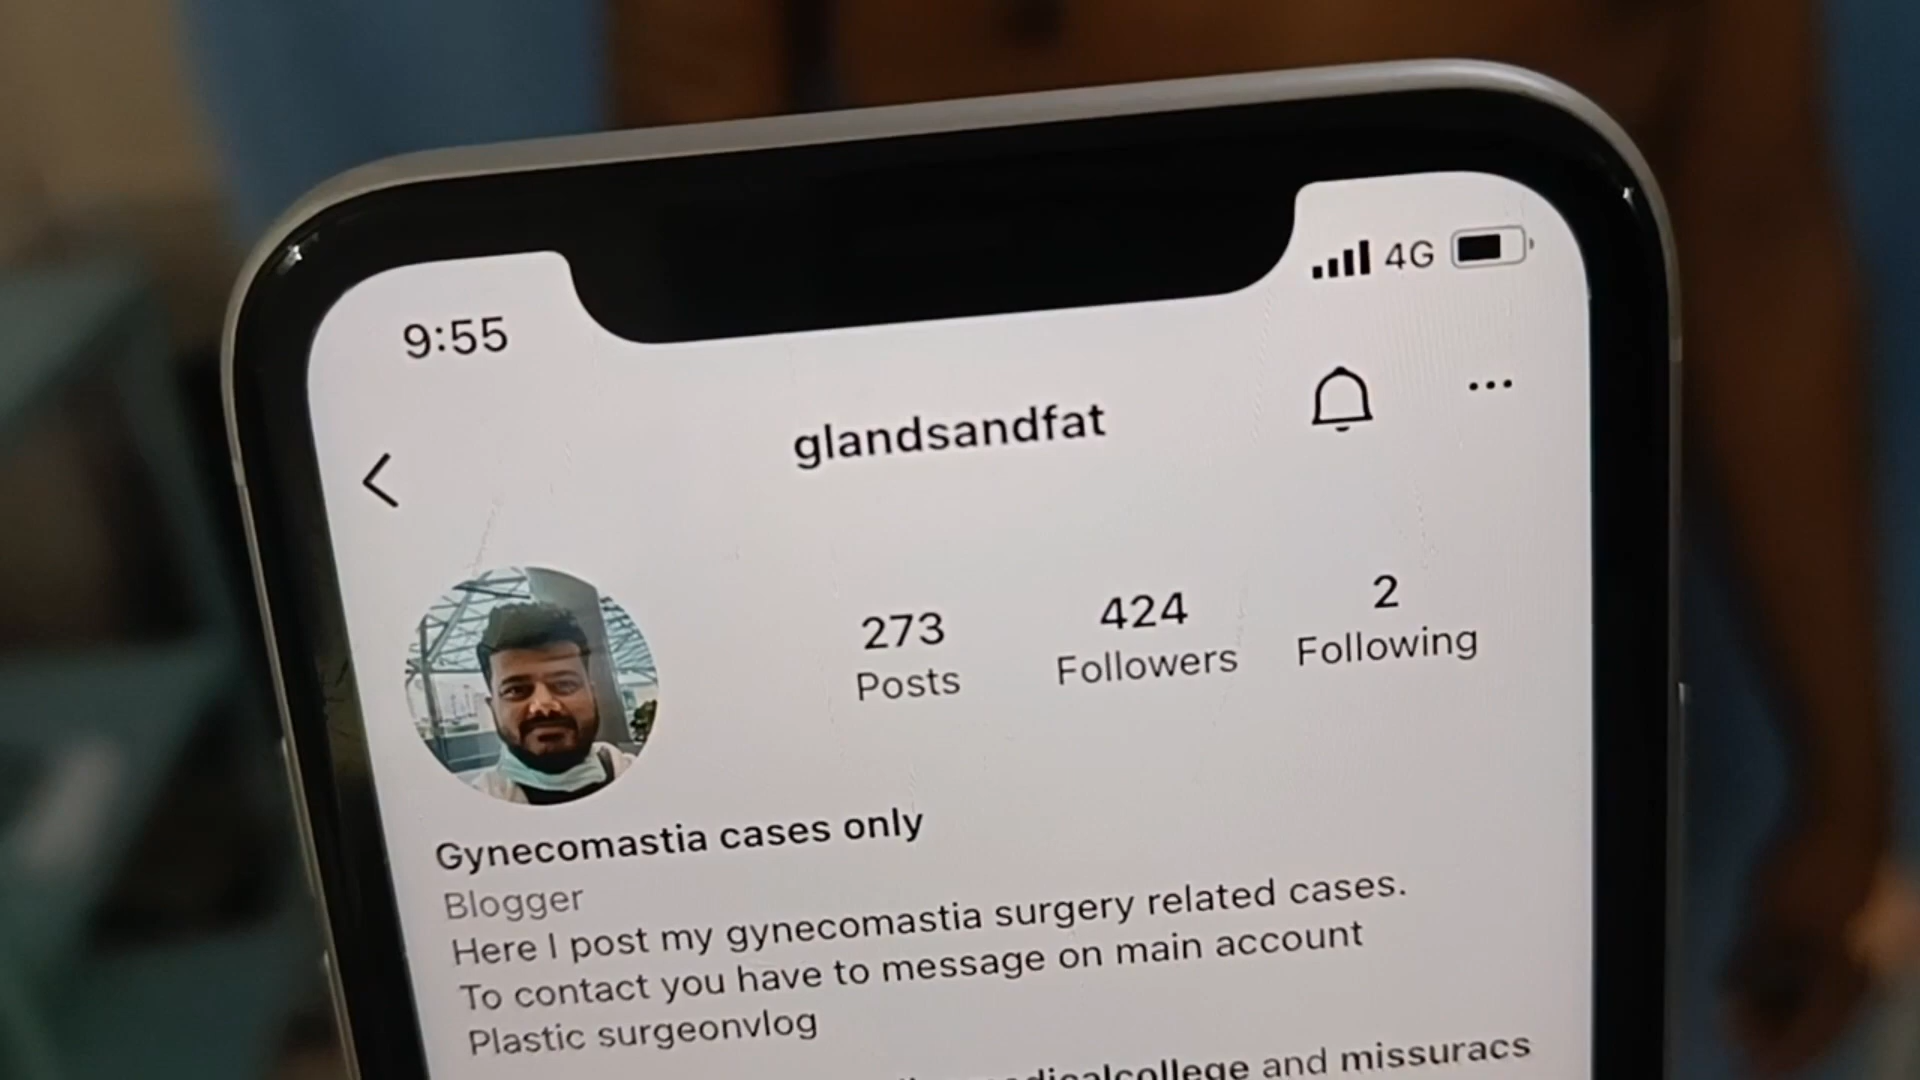 9:55
4G
glandsandfat
273
Posts
424
Followers
2
Following
Gynecomastia cases only
Blogger
Here I post my gynecomastia surgery related cases.
To contact you have to message on main account
Plastic surgeonvlog
and missuracs